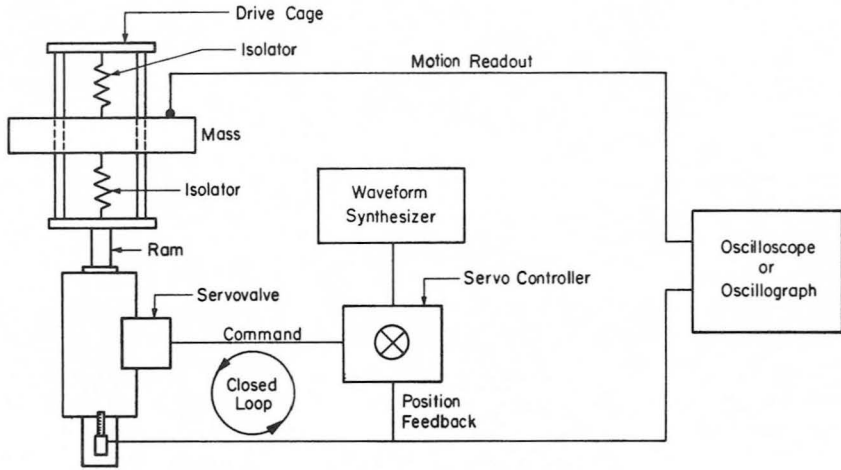 Drive Cage
Isolator
Motion Readout
Mass
Isolator
Waveform
Synthesizer
Ram
Servo Controller
Oscilloscope
or
Oscillograph
Servovalve
Command
Closed
Loop
Position
Feedback